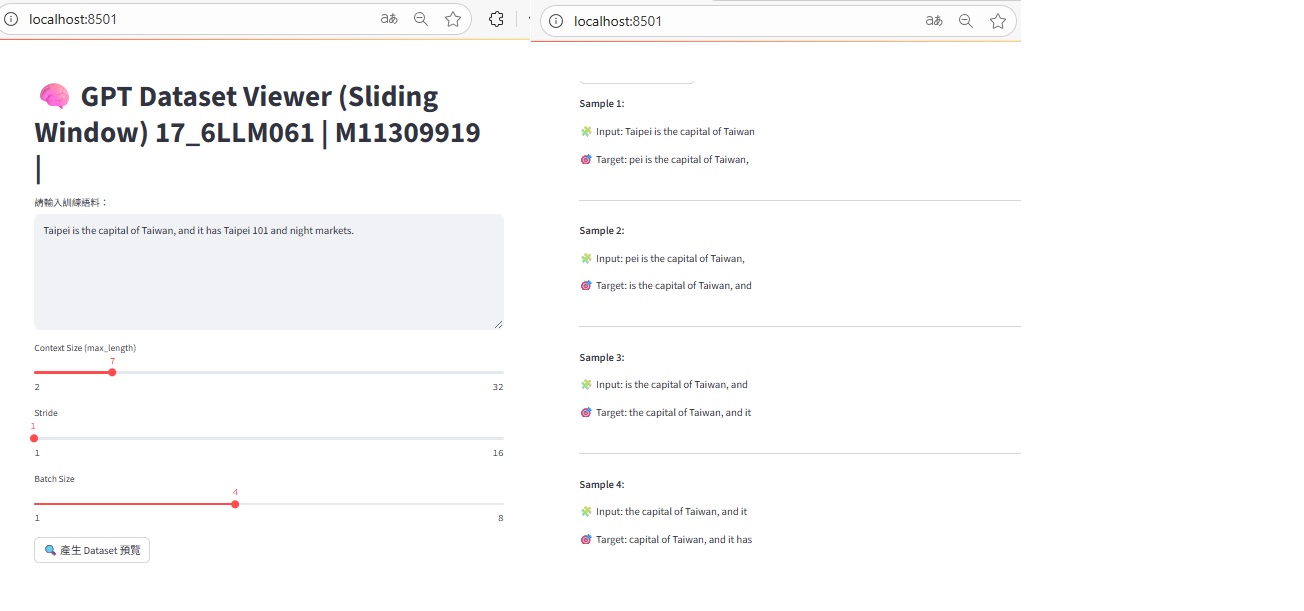 localhost:8501
GPT Dataset Viewer (Sliding
Window) 17_6LLM061 | M11309919
|
請輸入訓練語料：
Taipei is the capital of Taiwan, and it has Taipei 101 and night markets.
Context Size (max_length)
7
2 32
Stride
1
1 16
Batch Size
4
1 8
產生 Dataset 預覽
localhost:8501
Sample 1:
Input: Taipei is the capital of Taiwan
Target: pei is the capital of Taiwan,
Sample 2:
Input: pei is the capital of Taiwan,
Target: is the capital of Taiwan, and
Sample 3:
Input: is the capital of Taiwan, and
Target: the capital of Taiwan, and it
Sample 4:
Input: the capital of Taiwan, and it
Target: capital of Taiwan, and it has